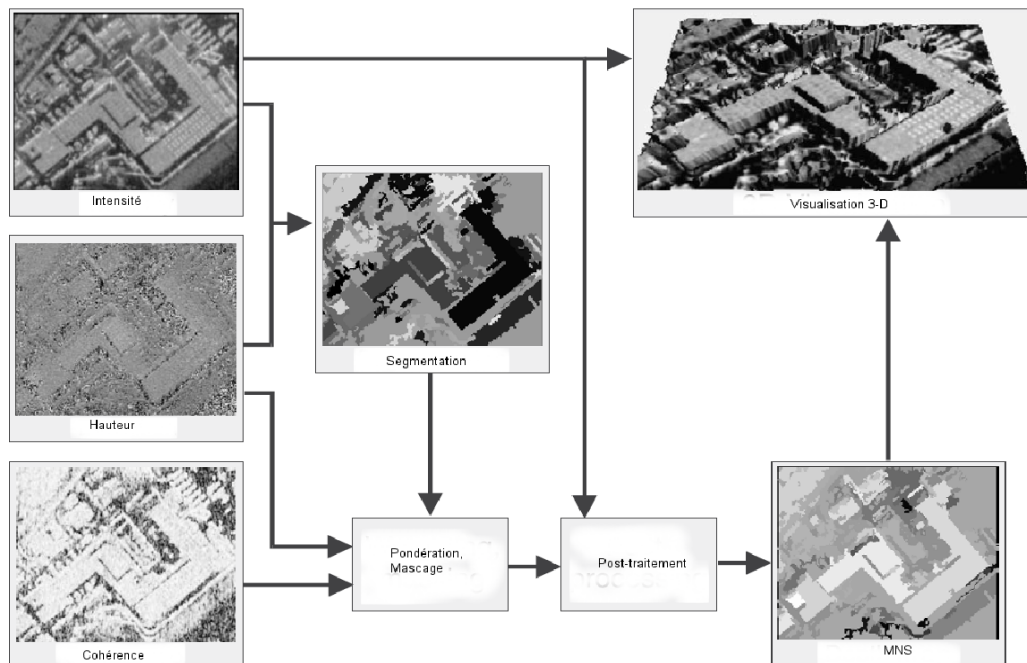 Intensité
Visualisation 3-D
Segmentation
Hauteur
Pondération,
Mascage
Post-traitement
Cohérence
MNS